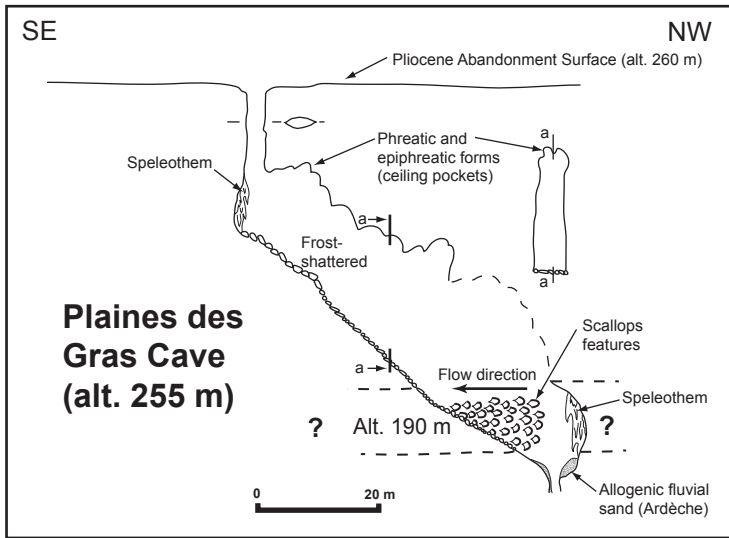 SE
NW
Pliocene Abandonment Surface (alt. 260 m)
Phreatic and
epiphreatic forms
(ceiling pockets)
a
Speleothem
a
Frost-
shattered
a
Plaines des
Gras Cave
(alt. 255 m)
Scallops
features
a
Flow direction
Speleothem
?
Alt. 190 m
?
Allogenic fluvial
sand (Ardèche)
0
20 m